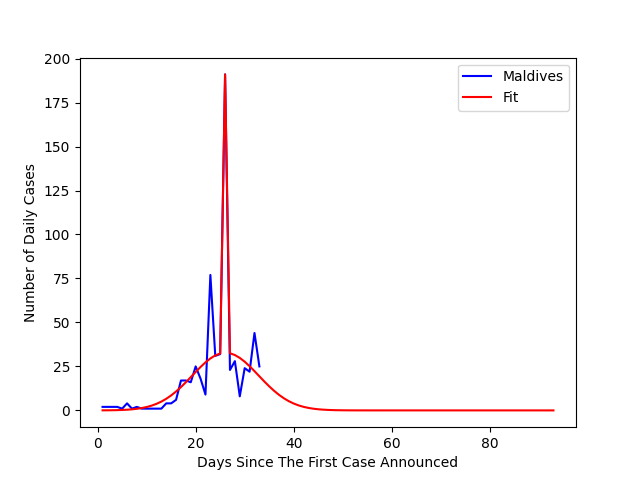 200
175
150
125
100
75
50
25
0
Number of Daily Cases
Maldives
Fit
0 20 40 60 80
Days Since The First Case Announced